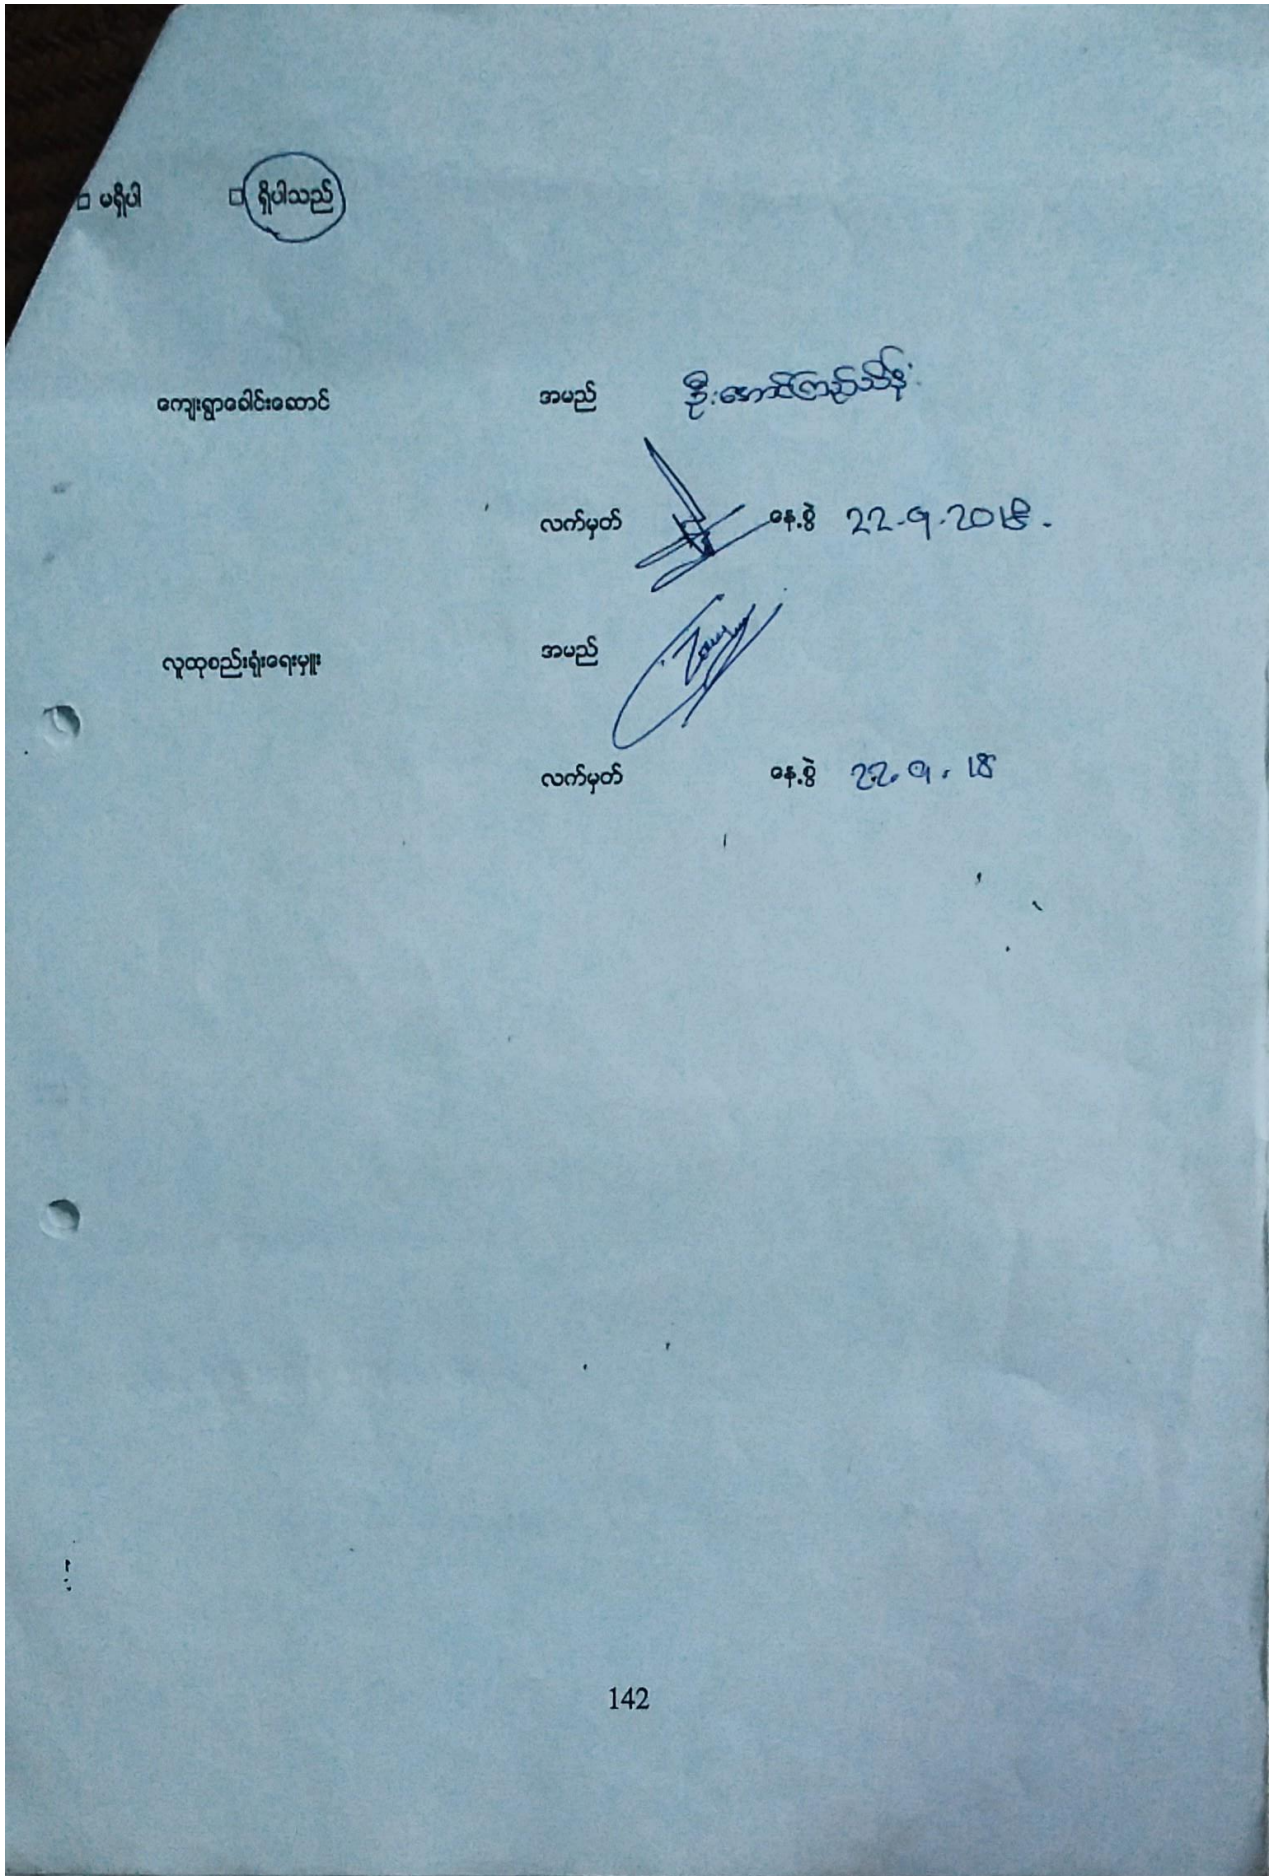 □ မရှိပါ □ ရှိပါသည်
ကျေးရွာခေါင်းဆောင် အမည် ဦးအောင်ကြည်သိန်း
လက်မှတ် နေ့စွဲ 22.9.2018.
လူထုစည်းရုံးရေးမှူး အမည်
လက်မှတ် နေ့စွဲ 22.9.18
142